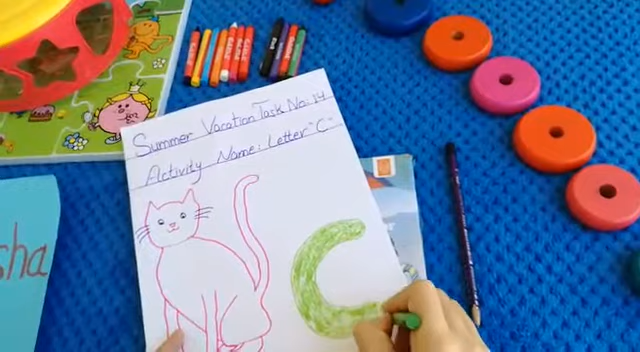 Summer Vacation Task No: 14
Activity Name: Letter "C"
sha